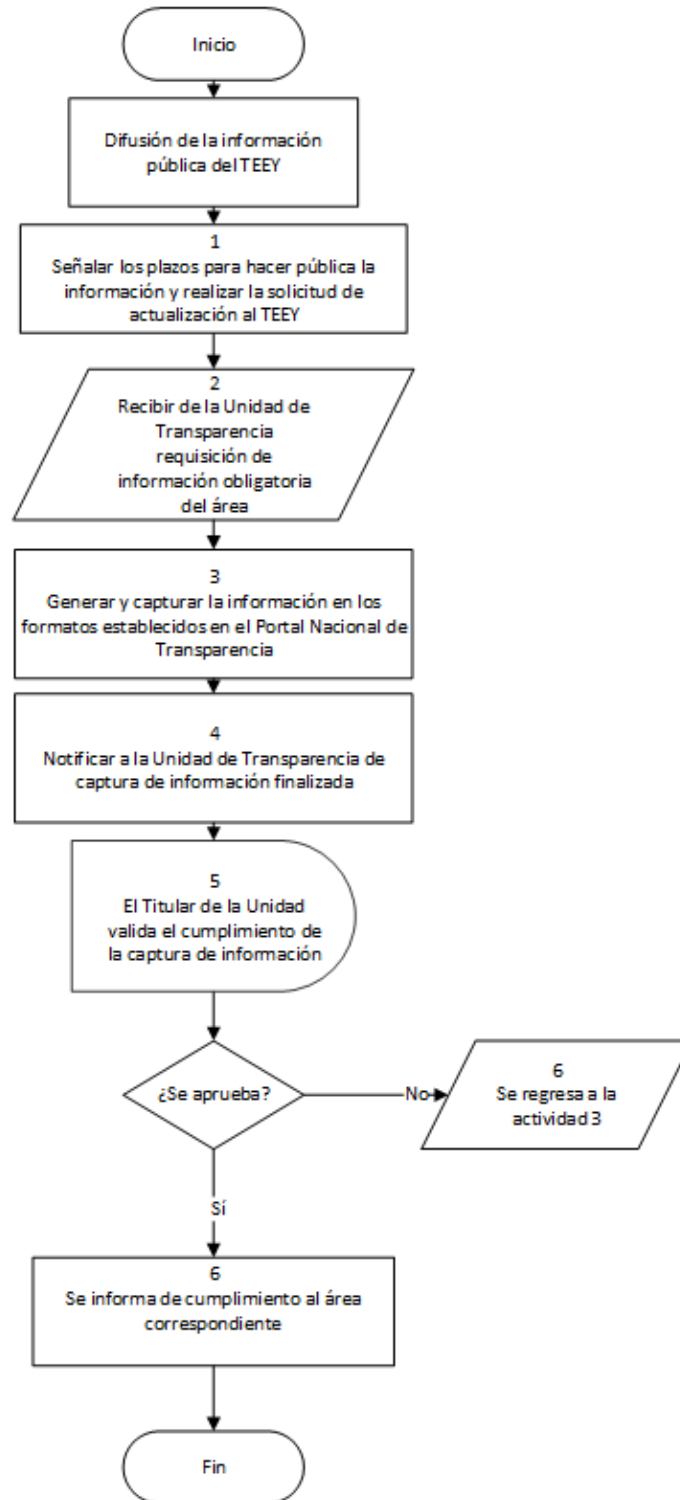 Inicio
Difusión de la información
pública del TEEY
1
Señalar los plazos para hacer pública la
información y realizar la solicitud de
actualización al TEEY
2
Recibir de la Unidad de
Transparencia
requisición de
información obligatoria
del área
3
Generar y capturar la información en los
formatos establecidos en el Portal Nacional de
Transparencia
4
Notificar a la Unidad de Transparencia de
captura de información finalizada
5
El Titular de la Unidad
valida el cumplimiento de
la captura de información
¿Se aprueba?
No
6
Se regresa a la
actividad 3
Sí
6
Se informa de cumplimiento al área
correspondiente
Fin